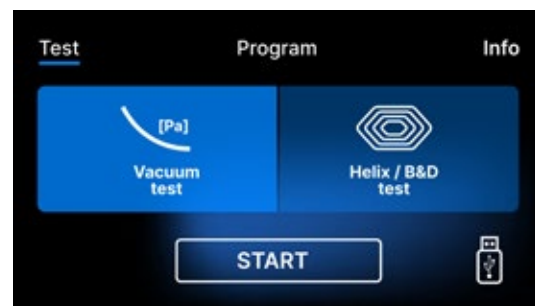 Test Program Info
[Pa]
Vacuum
test
Helix / B&D
test
START